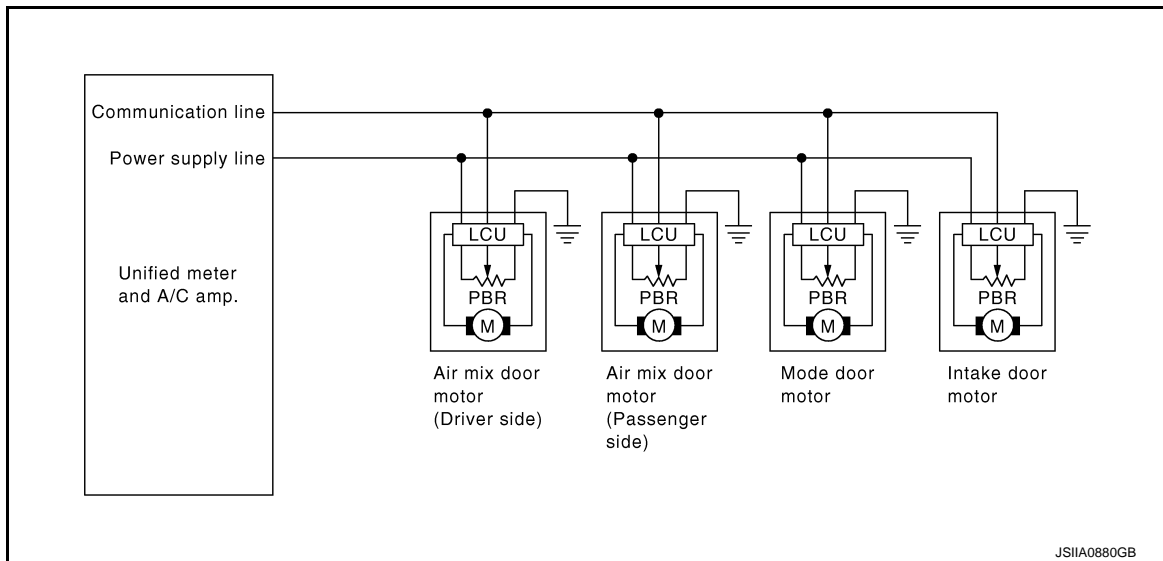 Communication line
Power supply line
Unified meter
and A/C amp.
LCU
PBR
M
Air mix door
motor
(Driver side)
LCU
PBR
M
Air mix door
motor
(Passenger
side)
LCU
PBR
M
Mode door
motor
LCU
PBR
M
Intake door
motor
JSIIA0880GB